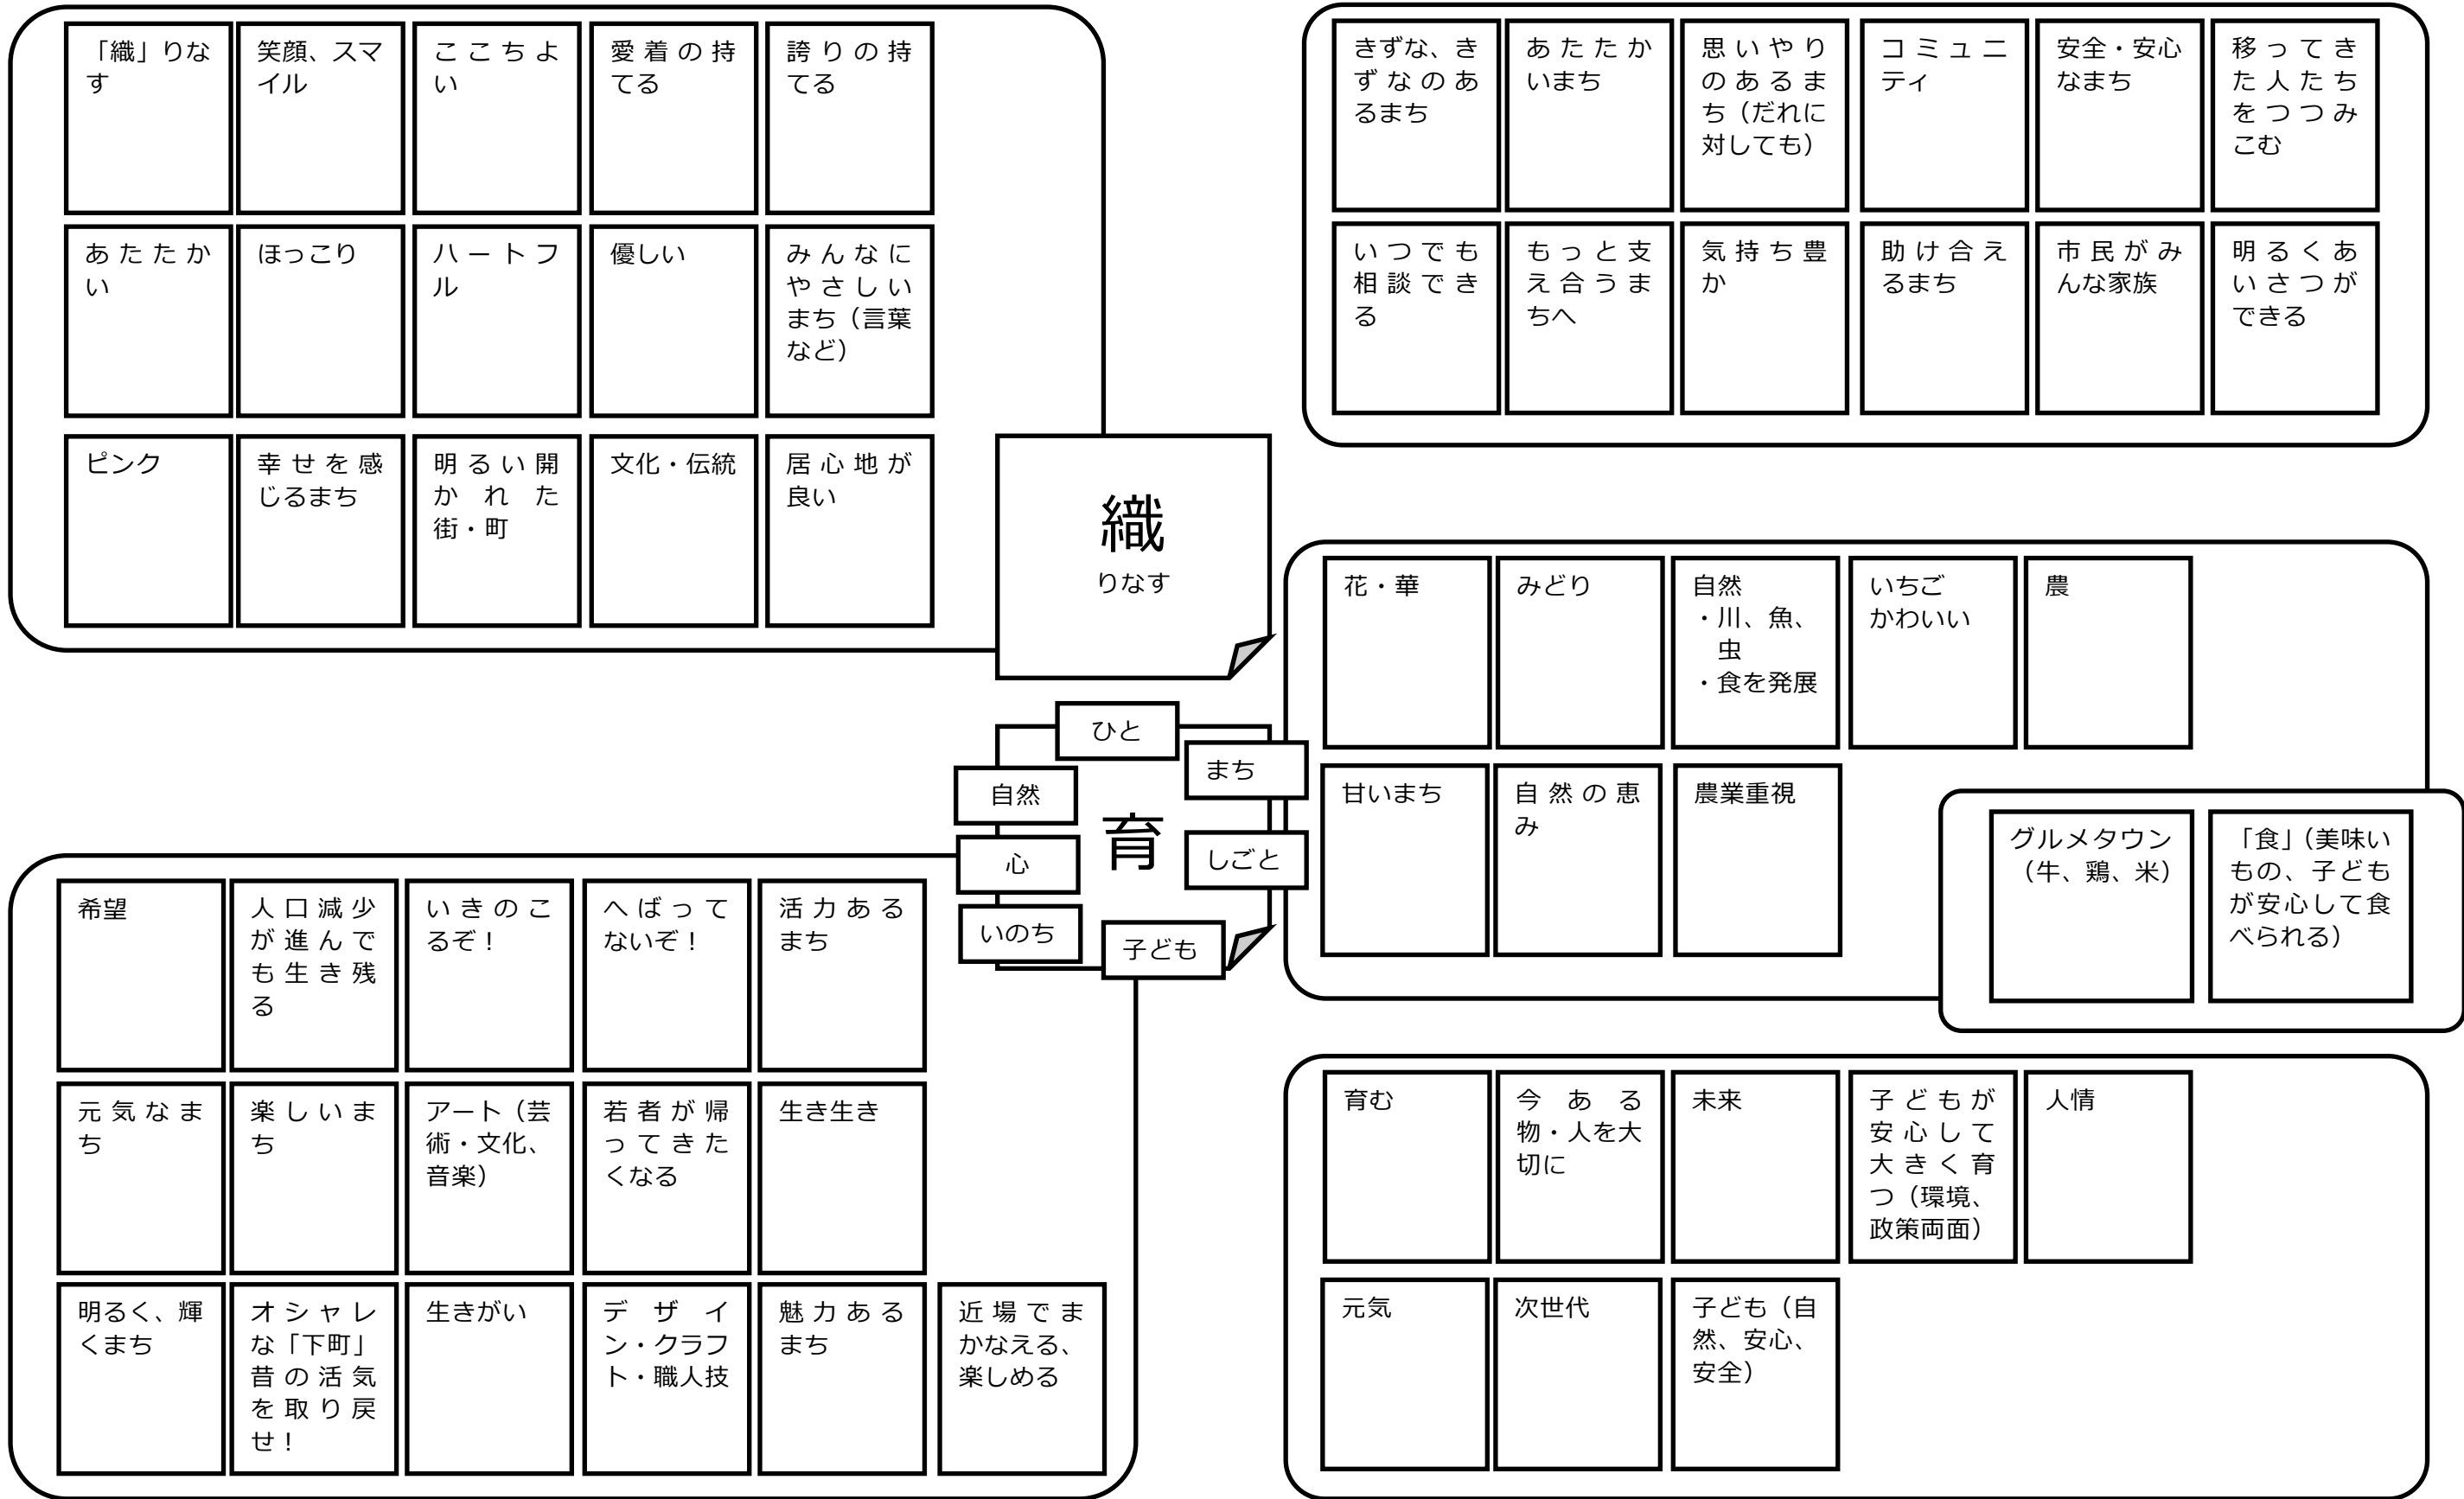 「織」りな
す
笑顔、スマ
イル
ここちよ
い
愛着の持
てる
誇りの持
てる
あたたか
い
ほっこり
ハートフ
ル
優しい
みんなに
やさしい
まち（言葉
など）
ピンク
幸せを感
じるまち
明るい開
かれた
街・町
文化・伝統
居心地が
良い
きずな、き
ずなのあ
るまち
あたたか
いまち
思いやり
のあるま
ち（だれに
対しても）
コミュニ
ティ
安全・安心
なまち
移ってき
た人たち
をつつみ
こむ
いつでも
相談でき
る
もっと支
え合うま
ちへ
気持ち豊
か
助け合え
るまち
市民がみ
んな家族
明るくあ
いさつが
できる
織
りなす
ひと
まち
自然
育
しごと
心
いのち
子ども
花・華
みどり
自然
・川、魚、
虫
・食を発展
いちご
かわいい
農
甘いまち
自然の恵
み
農業重視
グルメタウン
（牛、鶏、米）
「食」（美味い
もの、子ども
が安心して食
べられる）
希望
人口減少
が進んで
も生き残
る
いきのこ
るぞ！
へばって
ないぞ！
活力ある
まち
元気なま
ち
楽しいま
ち
アート（芸
術・文化、
音楽）
若者が帰
ってきた
くなる
生き生き
明るく、輝
くまち
オシャレ
な「下町」
昔の活気
を取り戻
せ！
生きがい
デザイ
ン・クラフ
ト・職人技
魅力ある
まち
近場でま
かなえる、
楽しめる
育む
今ある
物・人を大
切に
未来
子どもが
安心して
大きく育
つ（環境、
政策両面）
人情
元気
次世代
子ども（自
然、安心、
安全）